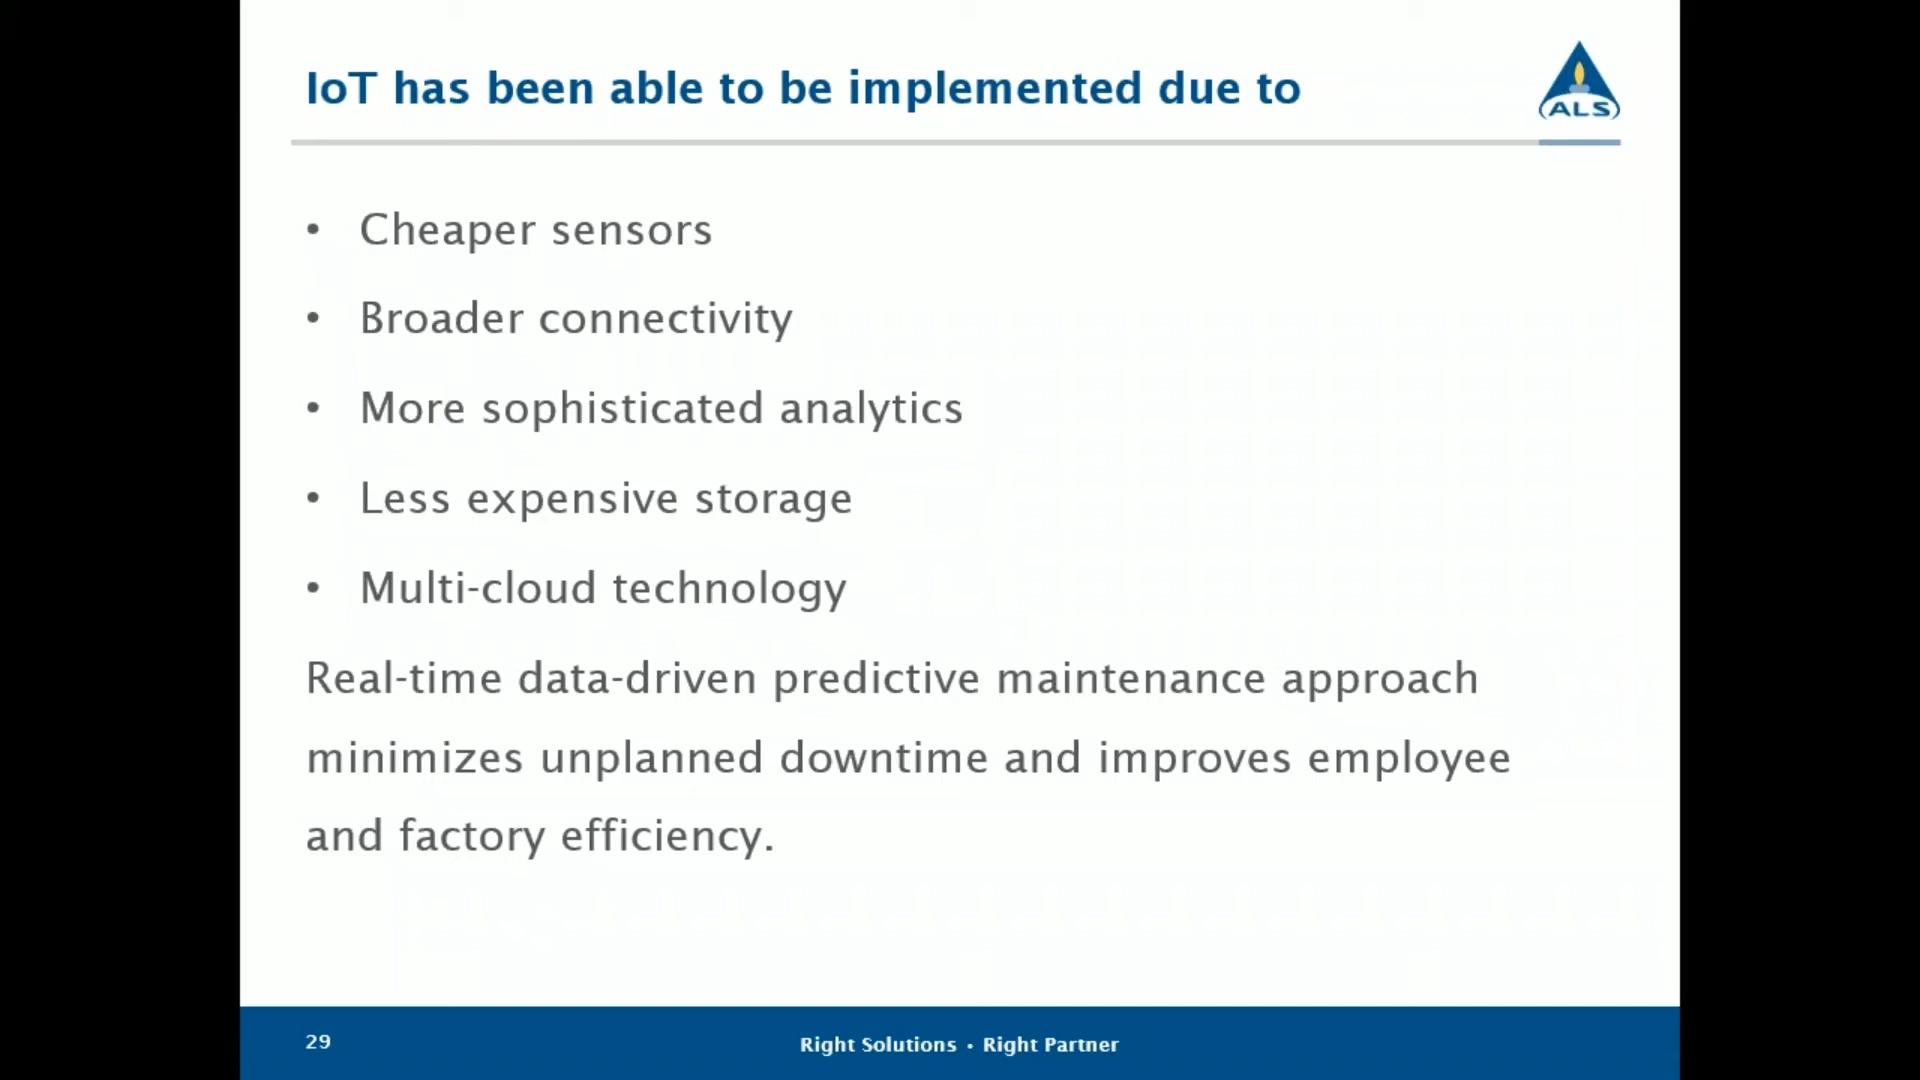 IoT has been able to be implemented due to
ALS
• Cheaper sensors
• Broader connectivity
• More sophisticated analytics
• Less expensive storage
• Multi-cloud technology
Real-time data-driven predictive maintenance approach
minimizes unplanned downtime and improves employee
and factory efficiency.
29
Right Solutions • Right Partner